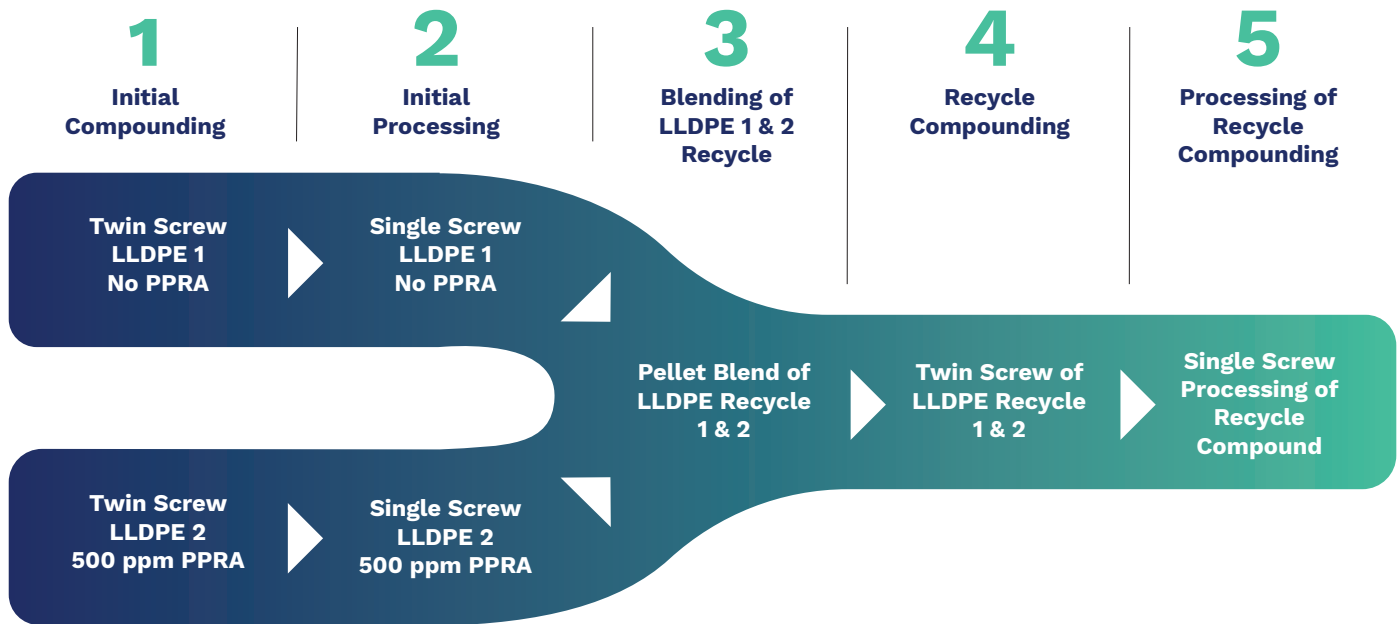 1
Initial
Compounding
2
Initial
Processing
3
Blending of
LLDPE 1 & 2
Recycle
4
Recycle
Compounding
5
Processing of
Recycle
Compounding
Twin Screw
LLDPE 1
No PPRA
Single Screw
LLDPE 1
No PPRA
Twin Screw
LLDPE 2
500 ppm PPRA
Single Screw
LLDPE 2
500 ppm PPRA
Pellet Blend of
LLDPE Recycle
1 & 2
Twin Screw of
LLDPE Recycle
1 & 2
Single Screw
Processing of
Recycle
Compound